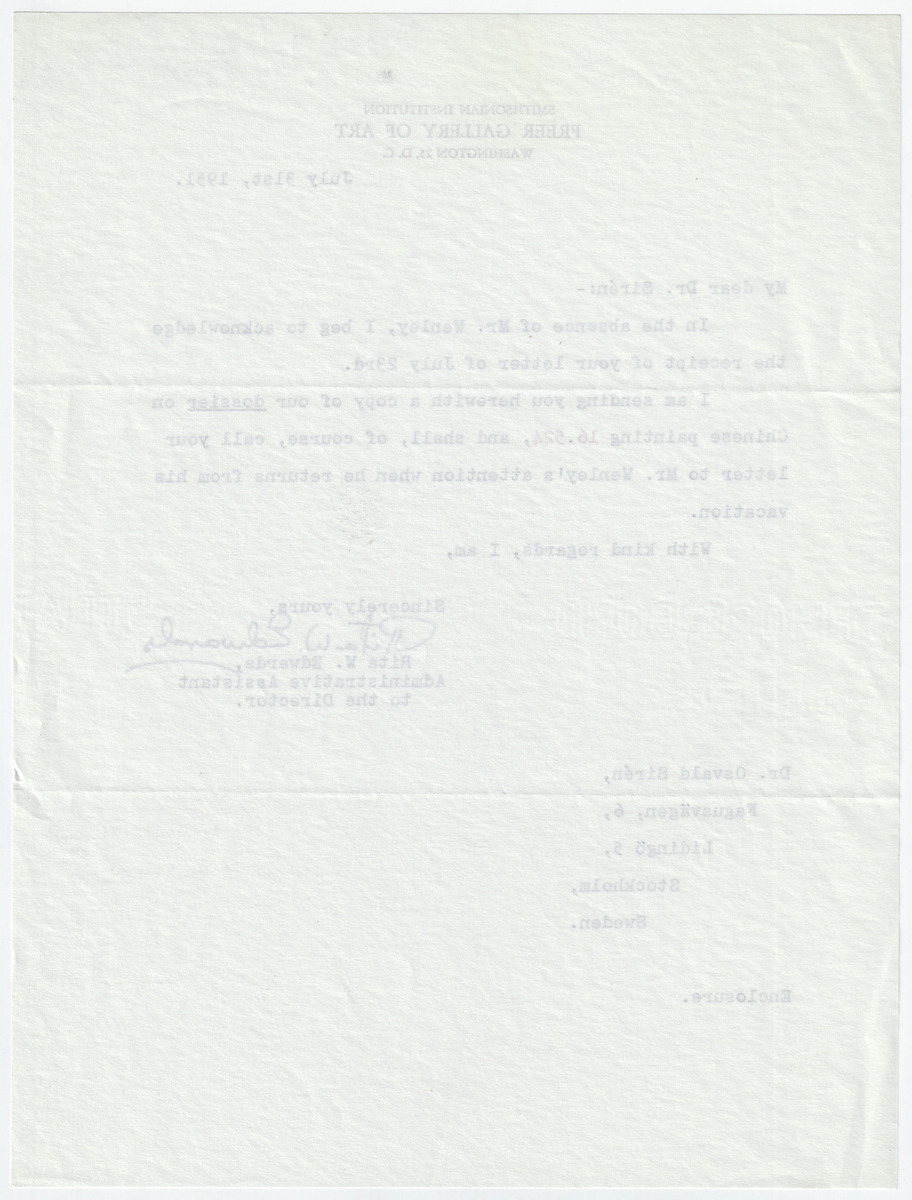 SMITHSONIAN INSTITUTION
FREER GALLERY OF ART
WASHINGTON 25, D.C.
July 31st, 1951.
My dear Dr. Sirén:-
In the absence of Mr. Wenley, I beg to acknowledge
the receipt of your letter of July 23rd.
I am sending you herewith a copy of our dossier on
Chinese painting 16.524, and shall, of course, call your
letter to Mr. Wenley's attention when he returns from his
vacation.
With kind regards, I am,
Sincerely yours,
Rita W. Edwards
Rita W. Edwards,
Administrative Assistant
to the Director.
Dr. Osvald Sirén,
Fagusvägen, 6,
Lidingö 5,
Stockholm,
Sweden.
Enclosure.